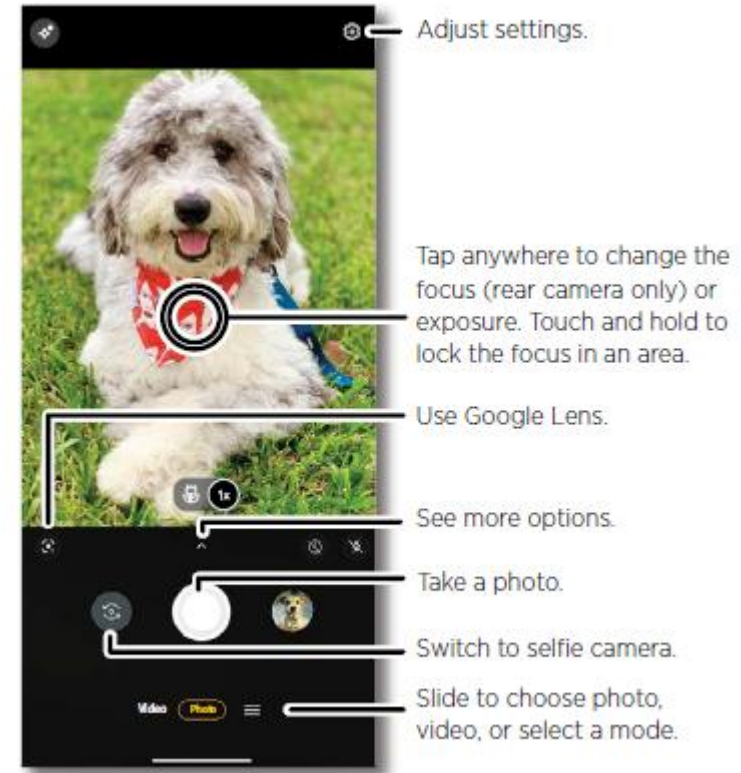 Adjust settings.
Tap anywhere to change the
focus (rear camera only) or
exposure. Touch and hold to
lock the focus in an area.
Use Google Lens.
1x
See more options.
Take a photo.
Switch to selfie camera.
Video Photo
Slide to choose photo,
video, or select a mode.